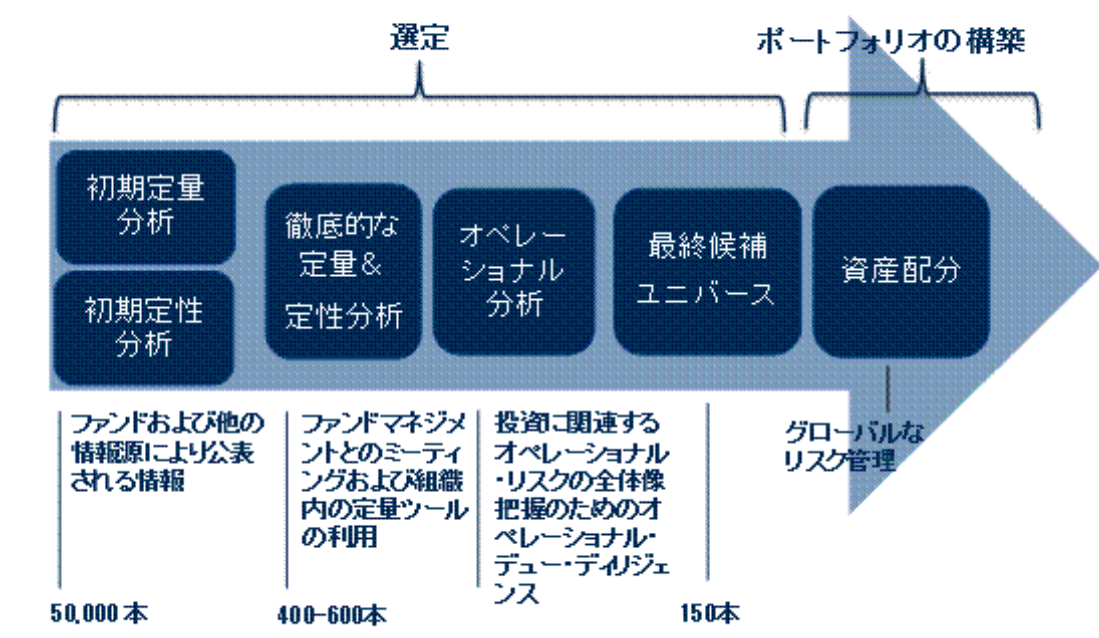 選定
ポートフォリオの構築
初期定量
分析
初期定性
分析
徹底的な
定量&
定性分析
オペレー
ショナル
分析
最終候補
ユニバース
資産配分
ファンドおよび他の
情報源により公表
される情報
ファンドマネジメ
ントとのミーティ
ングおよび組織
内の定量ツール
の利用
投資に関連する
オペレーショナル
・リスクの全体像
把握のためのオ
ペレーショナル・
デュー・ディリジェ
ンス
グローバルな
リスク管理
50,000 本
400-600本
150本